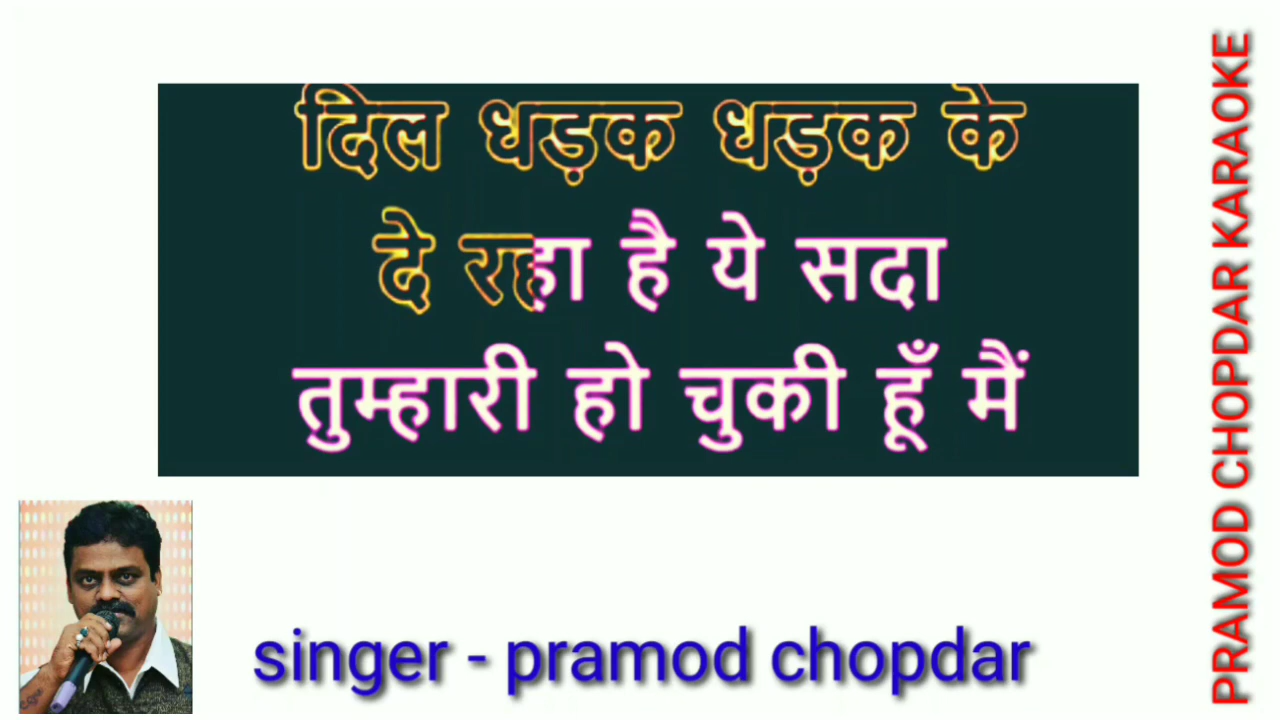 दिल धड़क धड़क के
दे रहा है ये सदा
तुम्हारी हो चुकी हूँ मैं
singer - pramod chopdar
PRAMOD CHOPDAR KARAOKE